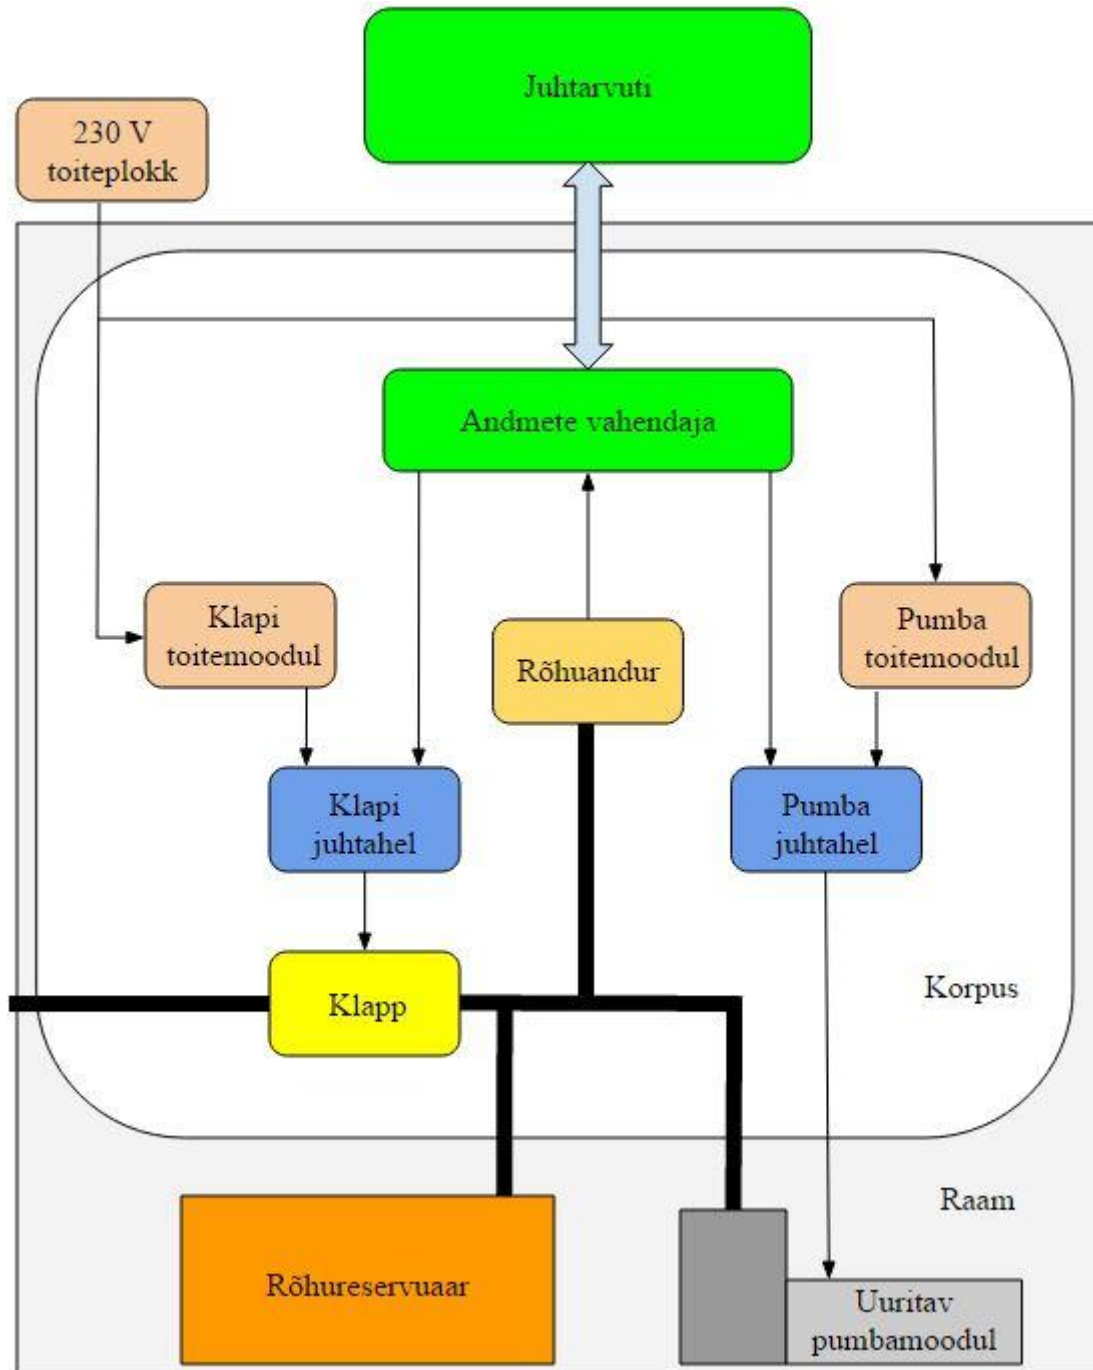 Juhtarvuti
230 V
toiteplokk
Andmete vahendaja
Klapi
toitemoodul
Rõhuandur
Pumba
toitemoodul
Klapi
juhtahel
Pumba
juhtahel
Klapp
Korpus
Raam
Rõhureservuaar
Uuritav
pumbamoodul